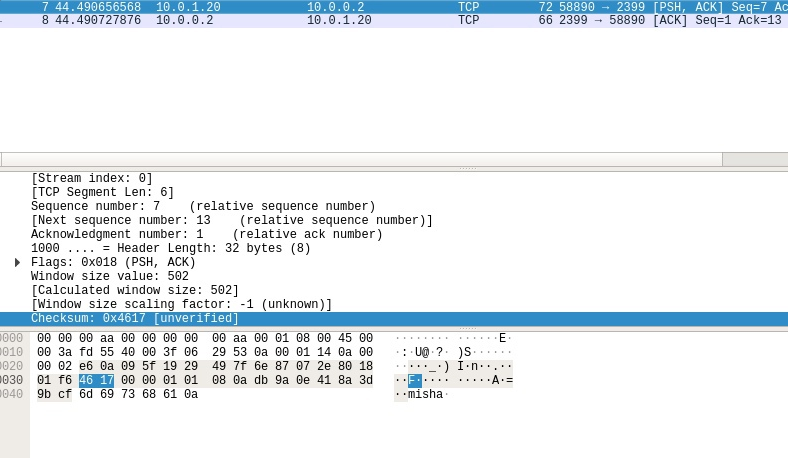 7 44.490656568 10.0.1.20 10.0.0.2 TCP 72 58890 → 2399 [PSH, ACK] Seq=7 Ac
8 44.490727876 10.0.0.2 10.0.1.20 TCP 66 2399 → 58890 [ACK] Seq=1 Ack=13
[Stream index: 0]
[TCP Segment Len: 6]
Sequence number: 7 (relative sequence number)
[Next sequence number: 13 (relative sequence number)]
Acknowledgment number: 1 (relative ack number)
1000 .... = Header Length: 32 bytes (8)
Flags: 0x018 (PSH, ACK)
Window size value: 502
[Calculated window size: 502]
[Window size scaling factor: -1 (unknown)]
Checksum: 0x4617 [unverified]
0000 00 00 00 aa 00 00 00 00 00 aa 00 01 08 00 45 00 ········ ······E·
0010 00 3a fd 55 40 00 3f 06 29 53 0a 00 01 14 0a 00 ·:·U@·?· )S······
0020 00 02 e6 0a 09 5f 19 29 49 7f 6e 87 07 2e 80 18 ·····_·) I·n··.··
0030 01 f6 46 17 00 00 01 01 08 0a db 9a 0e 41 8a 3d ··F····· ·····A·=
0040 9b cf 6d 69 73 68 61 0a ··misha·